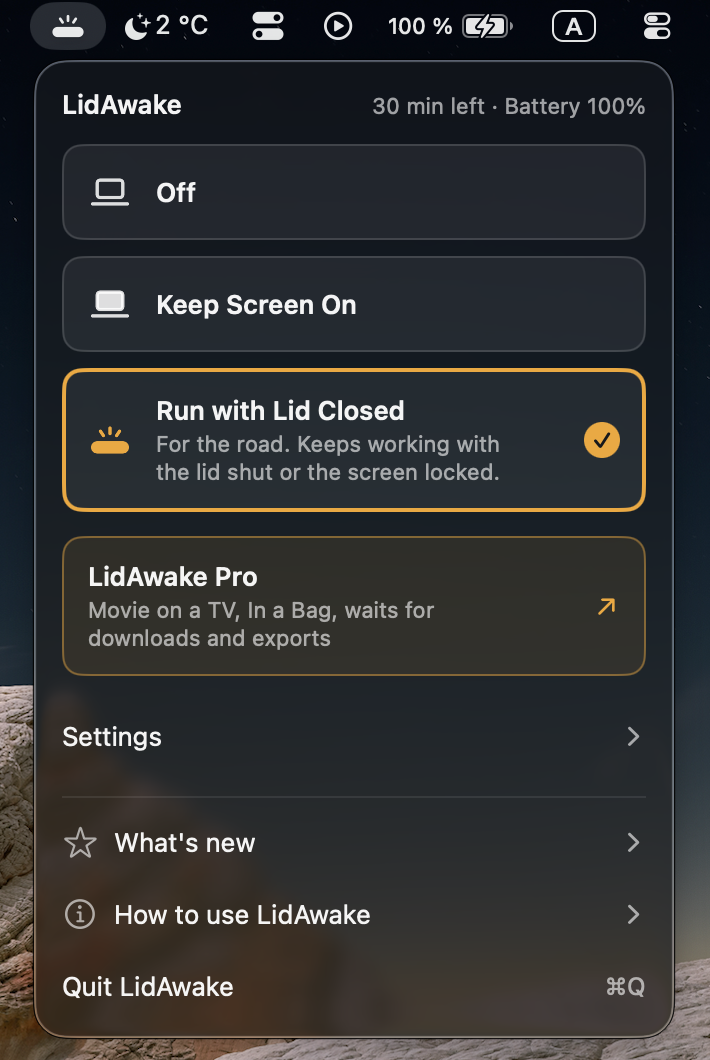 2 °C
100 %
A
LidAwake
30 min left · Battery 100%
Off
Keep Screen On
Run with Lid Closed
For the road. Keeps working with
the lid shut or the screen locked.
LidAwake Pro
Movie on a TV, In a Bag, waits for
downloads and exports
Settings
What's new
How to use LidAwake
Quit LidAwake
⌘Q